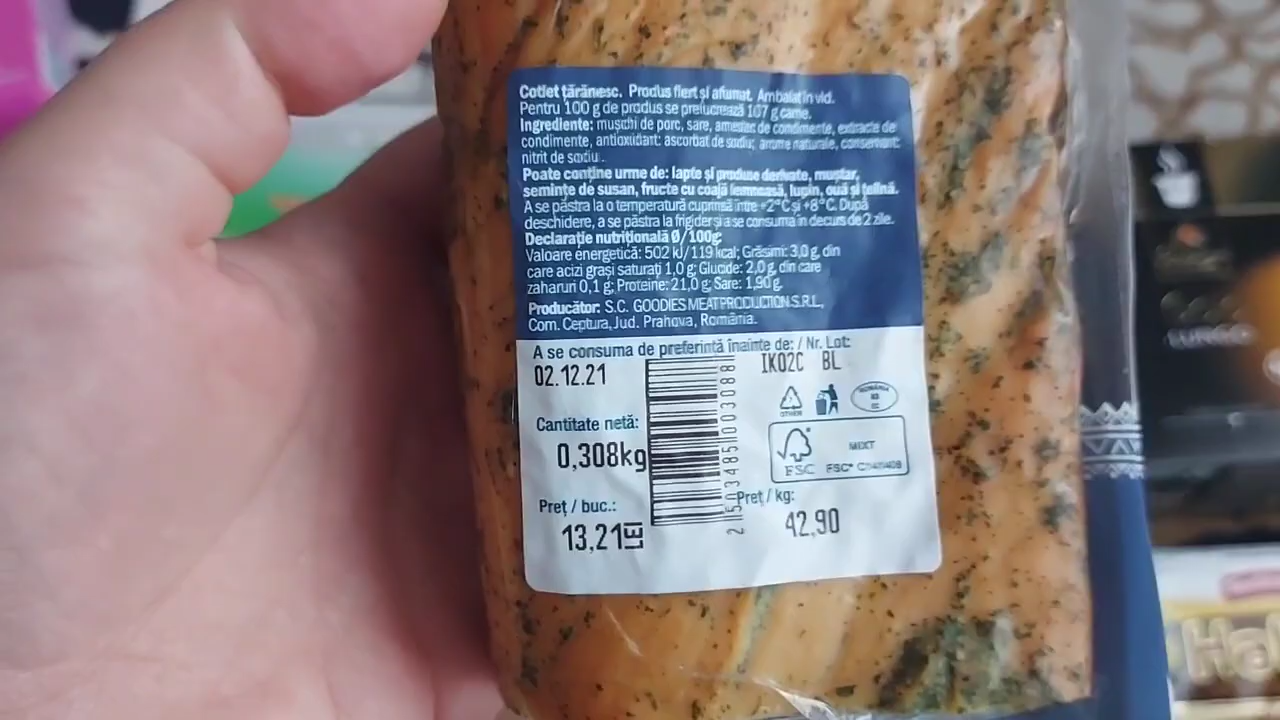 Cotlet țărănesc. Produs fiert și afumat. Ambalat în vid.
Pentru 100 g de produs se prelucrează 107 g carne.
Ingrediente: mușchi de porc, sare, amestec de condimente, extracte de
condimente, antioxidant: ascorbat de sodiu; arome naturale, conservant:
nitrit de sodiu.
Poate conține urme de: lapte și produse derivate, muștar,
semințe de susan, fructe cu coajă lemnoasă, lupin, ouă și țelină.
A se păstra la o temperatură cuprinsă între +2°C și +8°C. După
deschidere, a se păstra la frigider și a se consuma în decurs de 2 zile.
Declarație nutrițională Ø/100g:
Valoare energetică: 502 kJ/119 kcal; Grăsimi: 3,0 g, din
care acizi grași saturați 1,0 g; Glucide: 2,0 g, din care
zaharuri 0,1 g; Proteine: 21,0 g; Sare: 1,90 g.
Producător: S.C. GOODIES MEAT PRODUCTION S.R.L.,
Com. Ceptura, Jud. Prahova, România.
A se consuma de preferință înainte de: / Nr. Lot:
02.12.21 IK02C BL
Cantitate netă:
0,308kg
Preț / buc.:
13,21LEI
2150348500 3088
ROMÂNIA
FSC
MIXT
FSC®
Preț / kg:
42,90
LUNGO
Ha